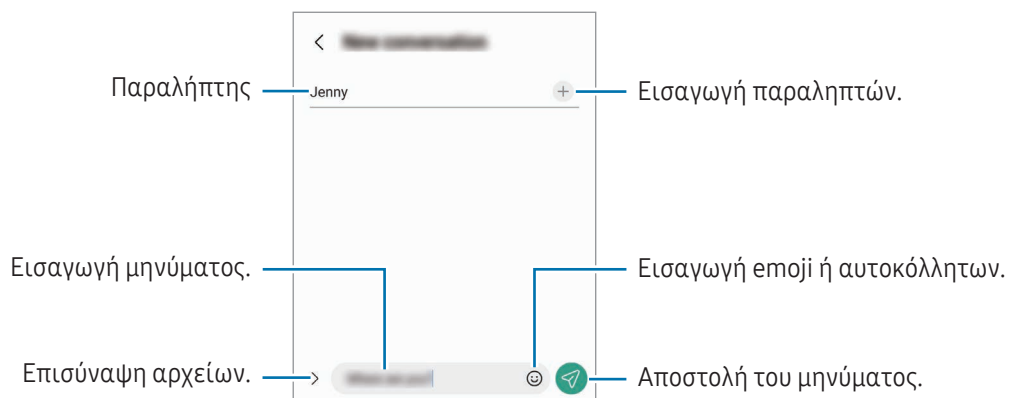 Παραλήπτης
Jenny
Εισαγωγή παραληπτών.
Εισαγωγή μηνύματος.
Εισαγωγή emoji ή αυτοκόλλητων.
Επισύναψη αρχείων.
Αποστολή του μηνύματος.